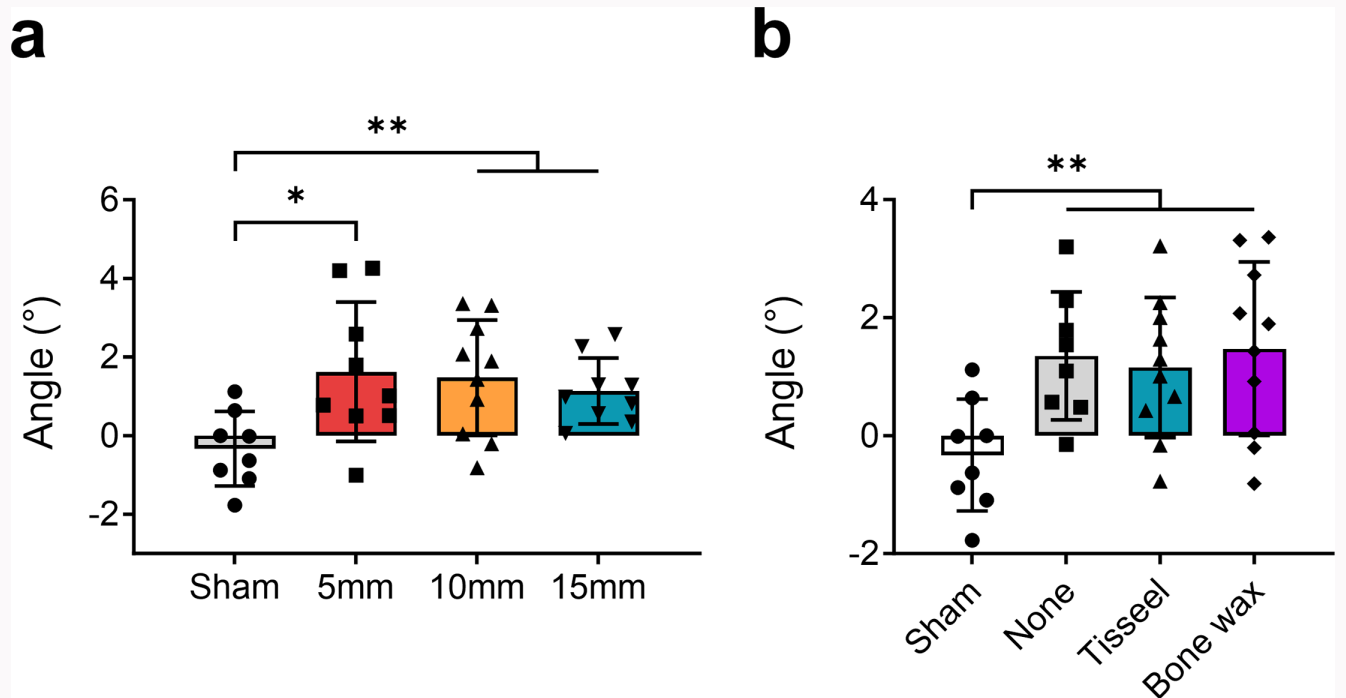 a
**
*
Angle (°)
6
4
2
0
-2
Sham
5mm
10mm
15mm
b
**
Angle (°)
4
2
0
-2
Sham
None
Tisseel
Bone wax